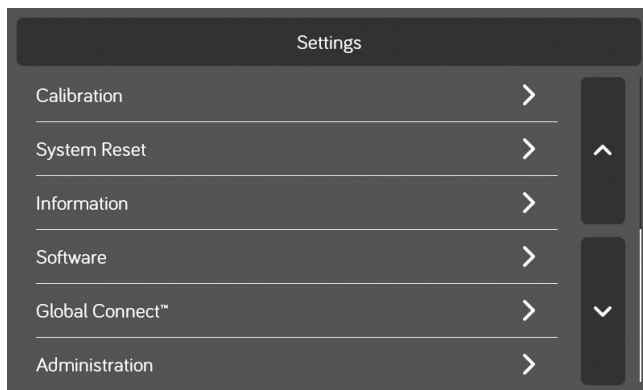 Settings
Calibration
System Reset
Information
Software
Global Connect™
Administration